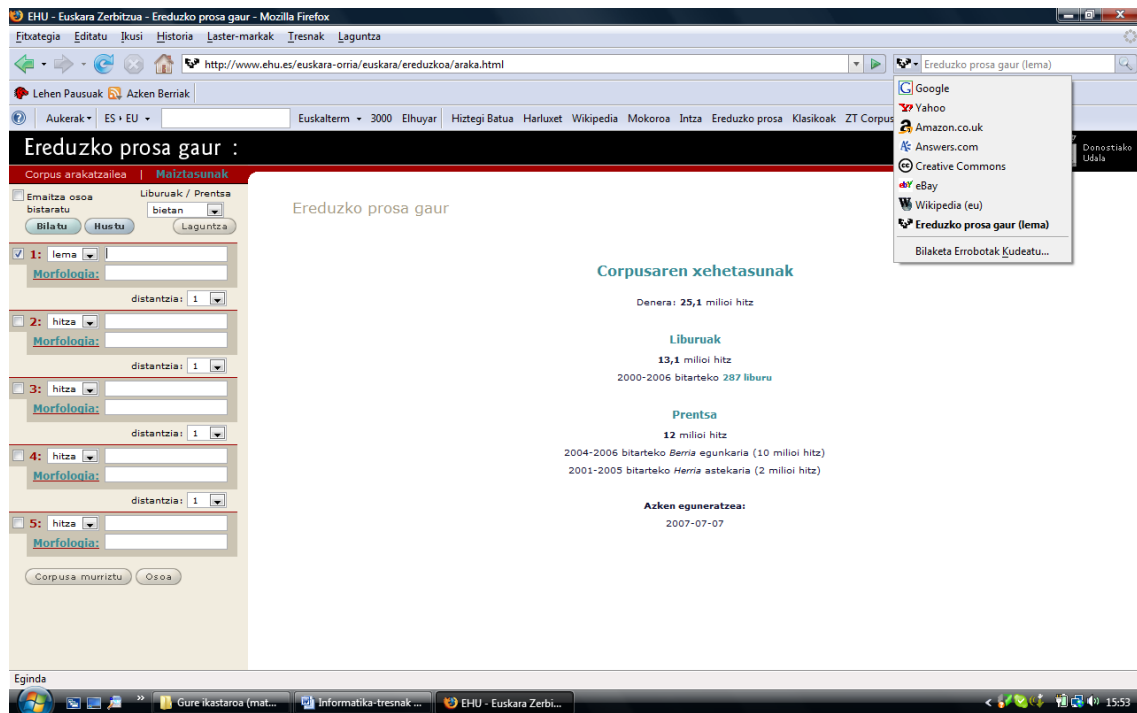 EHU - Euskara Zerbitzua - Ereduzko prosa gaur - Mozilla Firefox
Fitxategia Editatu Ikusi Historia Laster-markak Tresnak Laguntza
http://www.ehu.es/euskara-orria/euskara/ereduzkoa/araka.html
Ereduzko prosa gaur (lema)
Lehen Pausuak Azken Berriak
Aukerak ES EU Euskalterm 3000 Elhuyar Hiztegi Batua Harluxet Wikipedia Mokoroa Intza Ereduzko prosa Klasikoak ZT Corpus
Google
Yahoo
Amazon.co.uk
Answers.com
Creative Commons
eBay
Wikipedia (eu)
Ereduzko prosa gaur (lema)
Bilaketa Errobotak Kudeatu...
Ereduzko prosa gaur :
Donostiako
Udala
Corpus arakatzailea | Maiztasunak
Emaitza osoa
bistaratu
Liburuak / Prentsa
bietan
Bilatu Hustu Laguntza
1: lema
Morfologia:
distantzia: 1
2: hitza
Morfologia:
distantzia: 1
3: hitza
Morfologia:
distantzia: 1
4: hitza
Morfologia:
distantzia: 1
5: hitza
Morfologia:
Corpusa murriztu Osoa
Ereduzko prosa gaur
Corpusaren xehetasunak
Denera: 25,1 milioi hitz
Liburuak
13,1 milioi hitz
2000-2006 bitarteko 287 liburu
Prentsa
12 milioi hitz
2004-2006 bitarteko Berria egunkaria (10 milioi hitz)
2001-2005 bitarteko Herria astekaria (2 milioi hitz)
Azken eguneratzea:
2007-07-07
Eginda
Gure ikastaroa (mat... Informatika-tresnak ... EHU - Euskara Zerbi... 15:53